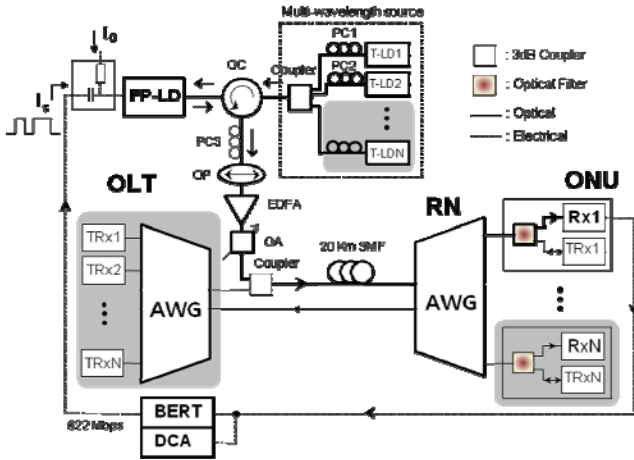 Multi-wavelength source
I0
PC1
T-LD1
OC
Coupler
PC2
T-LD2
: 3dB Coupler
Is
FP-LD
: Optical Filter
PC3
T-LDN
: Optical
: Electrical
OP
OLT
EDFA
RN
ONU
TRx1
OA
Rx1
TRx2
20 Km SMF
TRx1
Coupler
AWG
AWG
TRxN
RxN
TRxN
BERT
622 Mbps
DCA